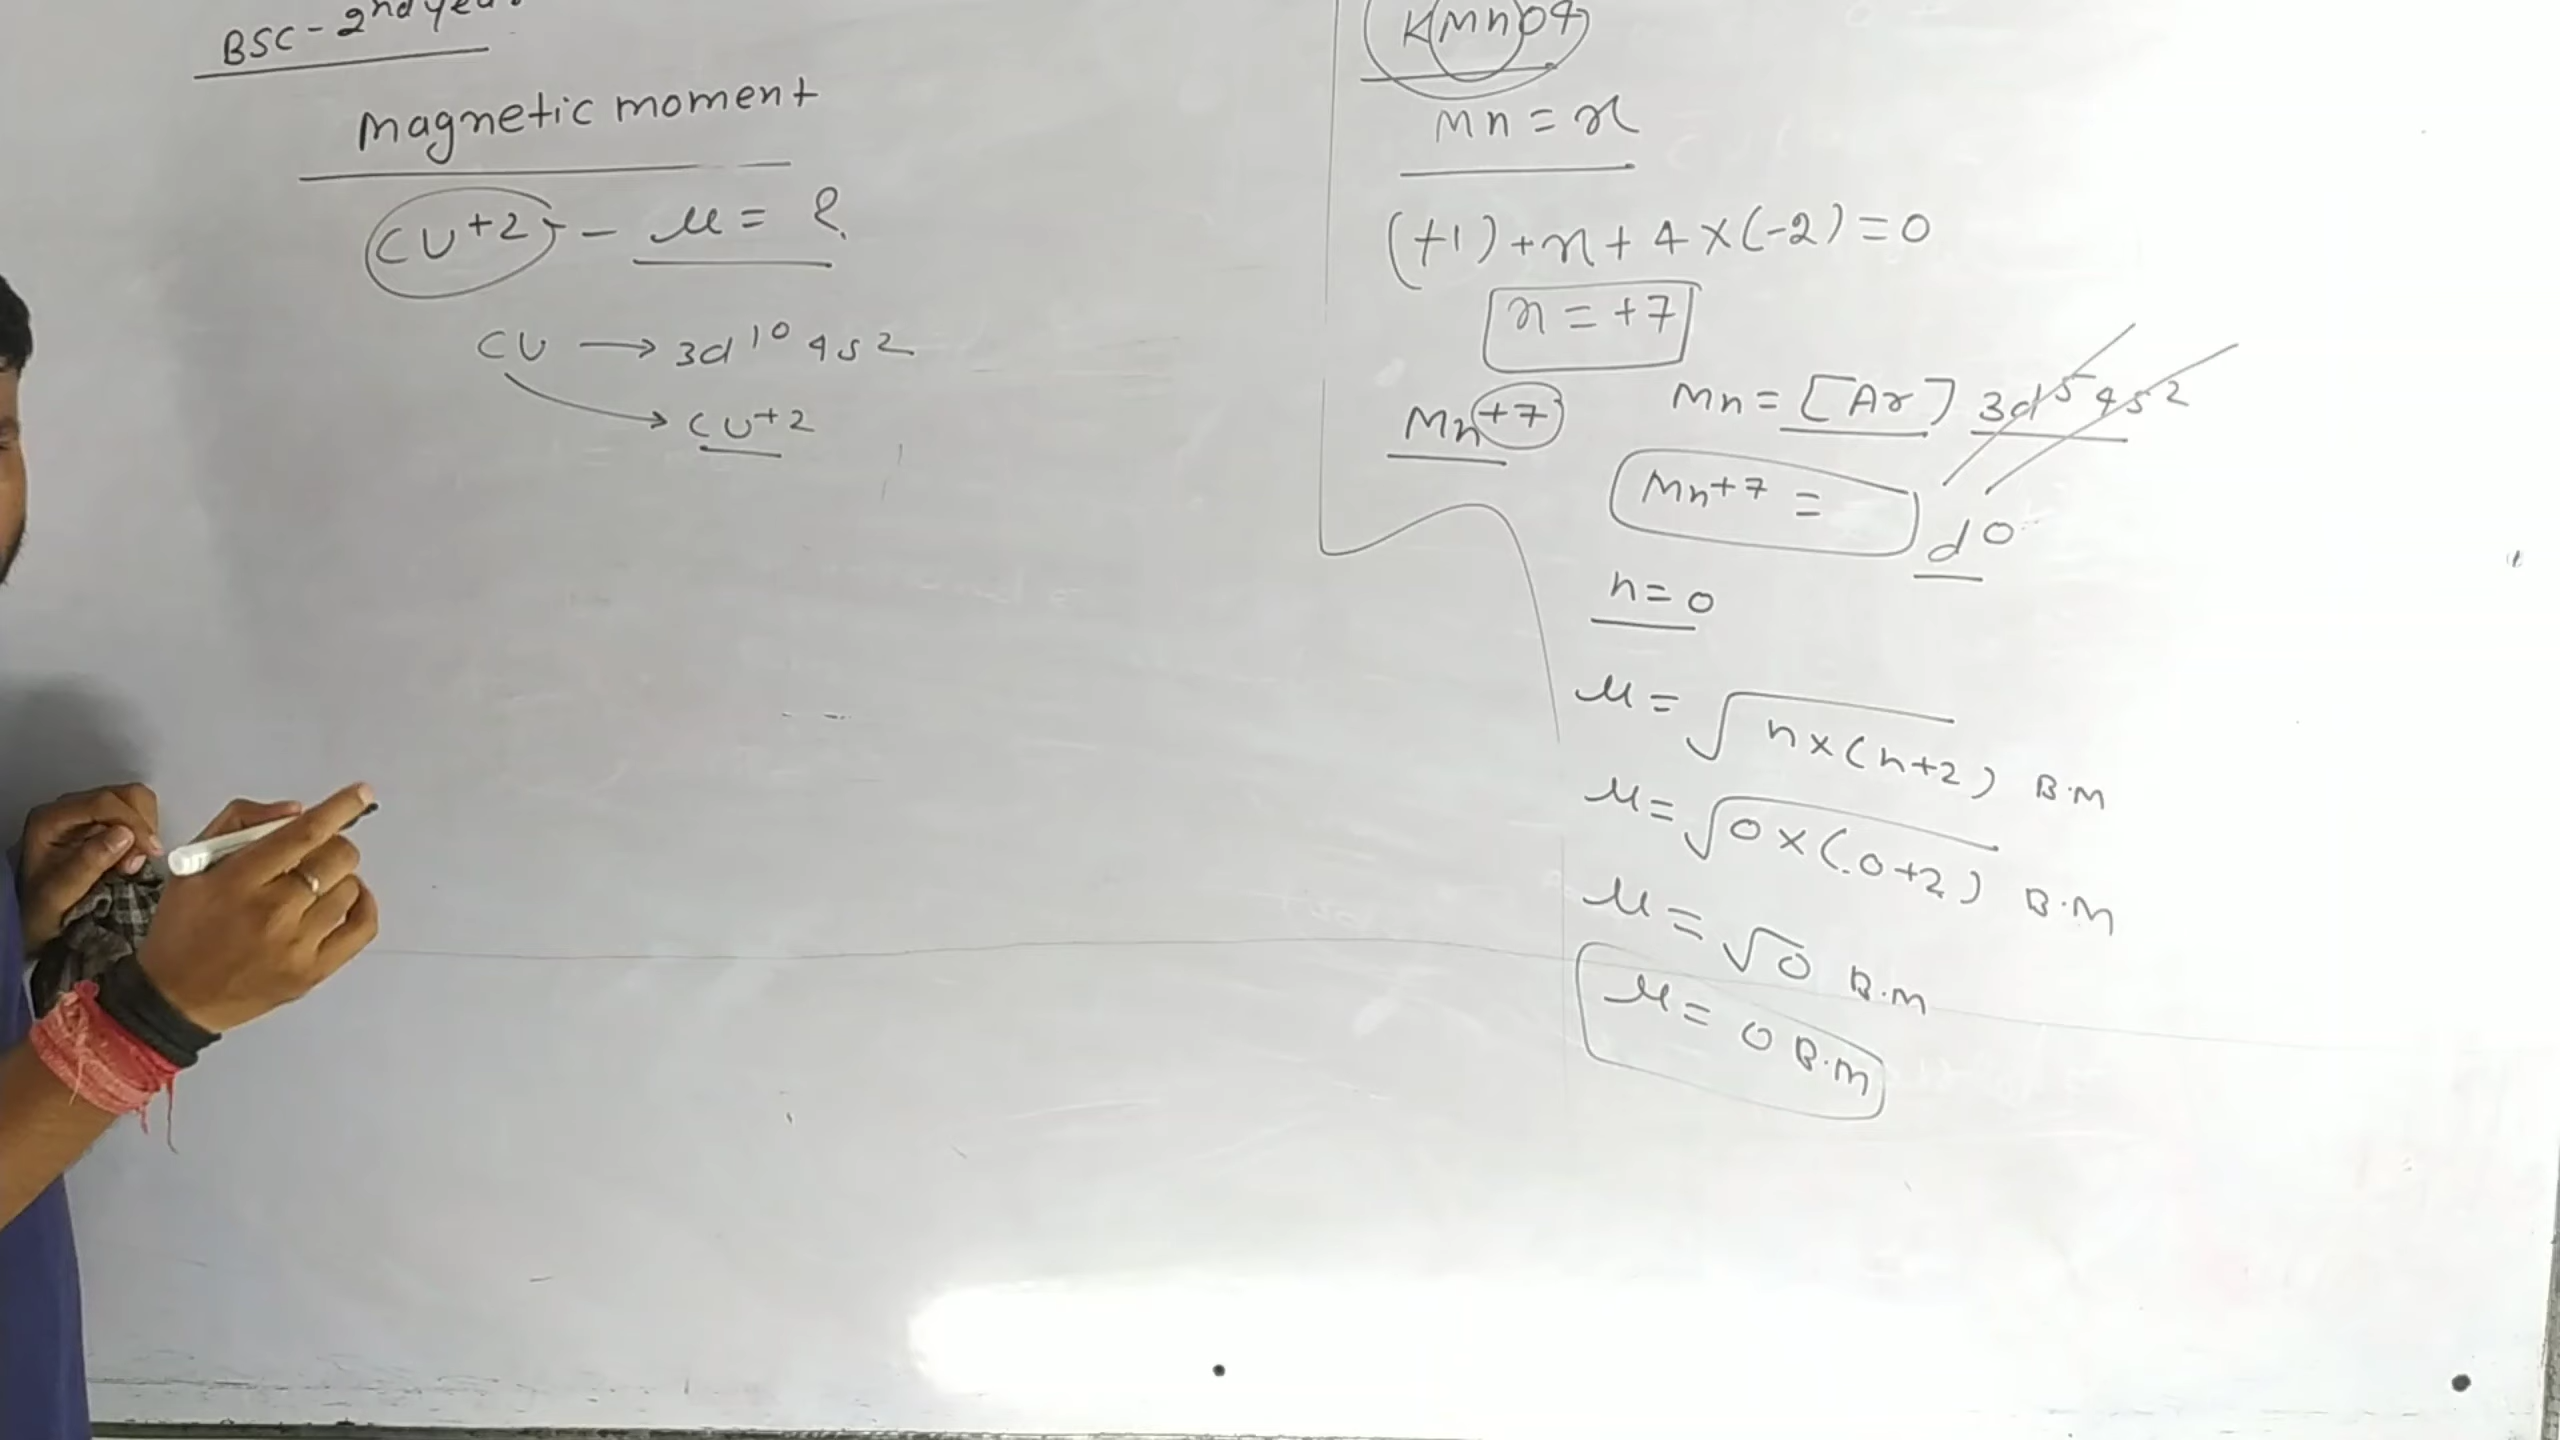 BSC - 2nd year
Magnetic moment
CU+2 - μ = ?
CU → 3d10 4s2
CU+2
KMnO4
Mn = x
(+1) + x + 4 × (-2) = 0
x = +7
Mn+7
Mn = [Ar] 3d5 4s2
Mn+7 = d0
n = 0
μ = √n×(n+2) B.M
μ = √0×(0+2) B.M
μ = √0 B.M
μ = 0 B.M